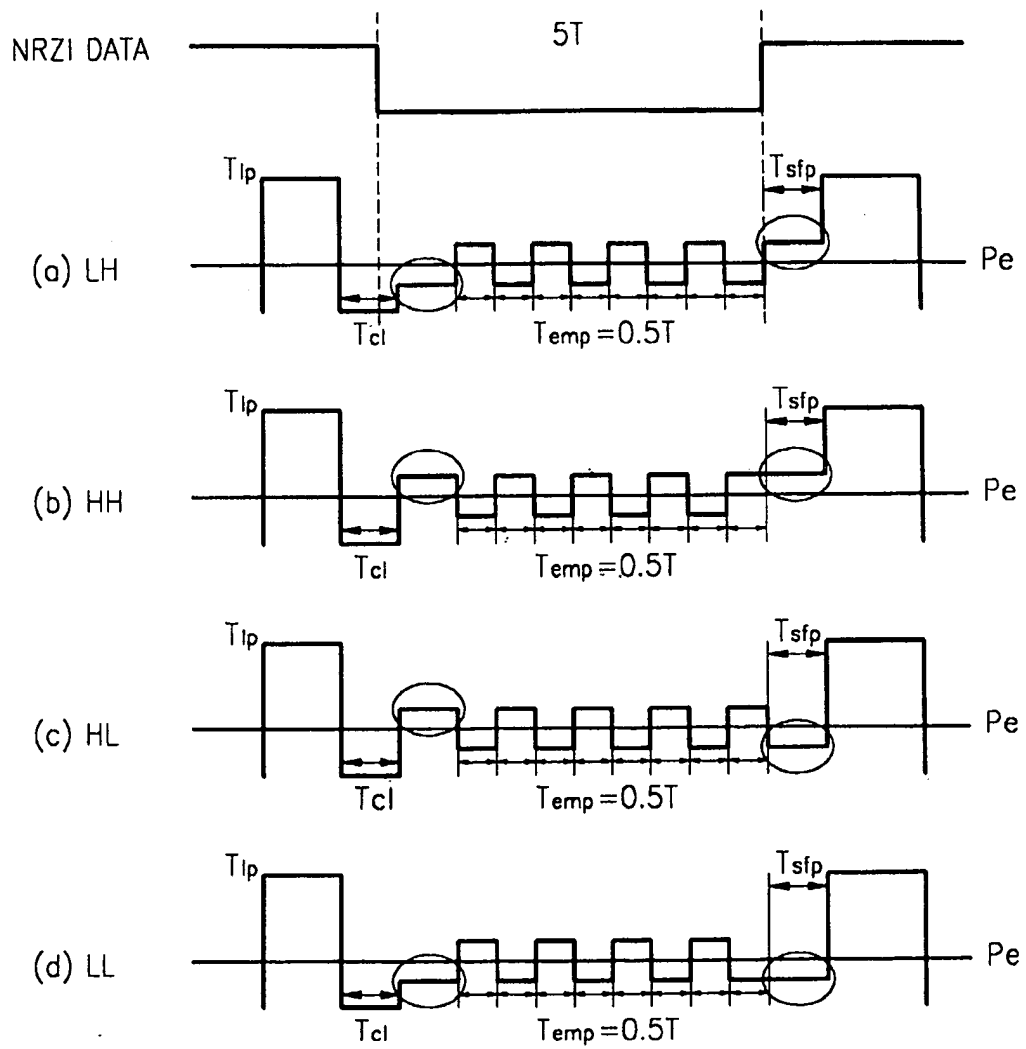 NRZI DATA
5T
Tlp
Tsfp
(a) LH
Pe
Tcl
Temp=0.5T
Tlp
Tsfp
(b) HH
Pe
Tcl
Temp=0.5T
Tlp
Tsfp
(c) HL
Pe
Tcl
Temp=0.5T
Tlp
Tsfp
(d) LL
Pe
Tcl
Temp=0.5T